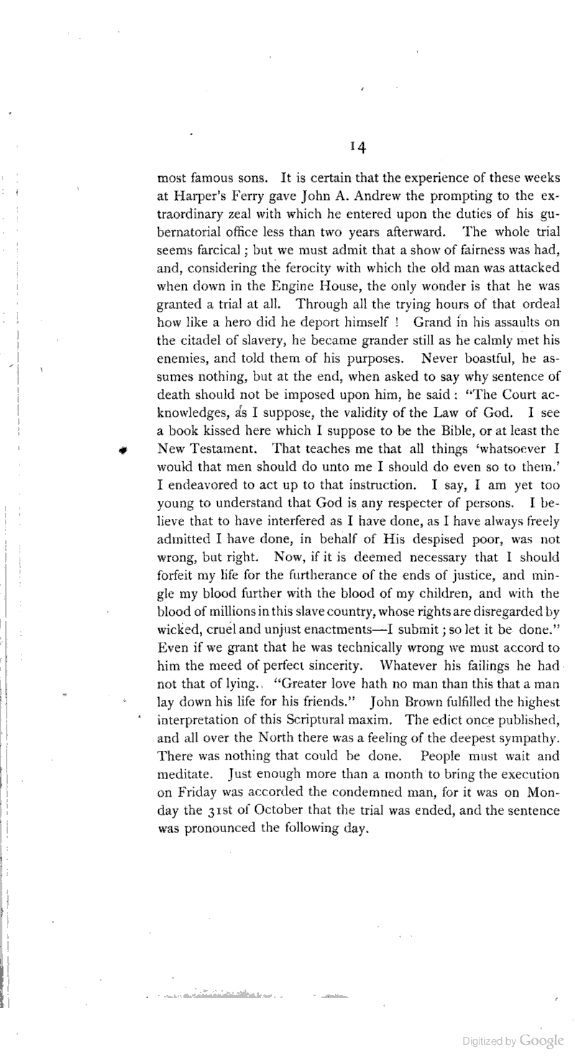 14
most famous sons. It is certain that the experience of these weeks
at Harper's Ferry gave John A. Andrew the prompting to the ex-
traordinary zeal with which he entered upon the duties of his gu-
bernatorial office less than two years afterward. The whole trial
seems farcical ; but we must admit that a show of fairness was had,
and, considering the ferocity with which the old man was attacked
when down in the Engine House, the only wonder is that he was
granted a trial at all. Through all the trying hours of that ordeal
how like a hero did he deport himself ! Grand in his assaults on
the citadel of slavery, he became grander still as he calmly met his
enemies, and told them of his purposes. Never boastful, he as-
sumes nothing, but at the end, when asked to say why sentence of
death should not be imposed upon him, he said : "The Court ac-
knowledges, as I suppose, the validity of the Law of God. I see
a book kissed here which I suppose to be the Bible, or at least the
New Testament. That teaches me that all things 'whatsoever I
would that men should do unto me I should do even so to them.'
I endeavored to act up to that instruction. I say, I am yet too
young to understand that God is any respecter of persons. I be-
lieve that to have interfered as I have done, as I have always freely
admitted I have done, in behalf of His despised poor, was not
wrong, but right. Now, if it is deemed necessary that I should
forfeit my life for the furtherance of the ends of justice, and min-
gle my blood further with the blood of my children, and with the
blood of millions in this slave country, whose rights are disregarded by
wicked, cruel and unjust enactments—I submit ; so let it be done."
Even if we grant that he was technically wrong we must accord to
him the meed of perfect sincerity. Whatever his failings he had
not that of lying. "Greater love hath no man than this that a man
lay down his life for his friends." John Brown fulfilled the highest
interpretation of this Scriptural maxim. The edict once published,
and all over the North there was a feeling of the deepest sympathy.
There was nothing that could be done. People must wait and
meditate. Just enough more than a month to bring the execution
on Friday was accorded the condemned man, for it was on Mon-
day the 31st of October that the trial was ended, and the sentence
was pronounced the following day.
Digitized by Google